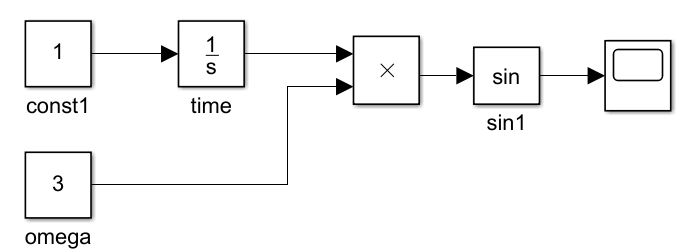 1
1
s
×
sin
const1
time
sin1
3
omega